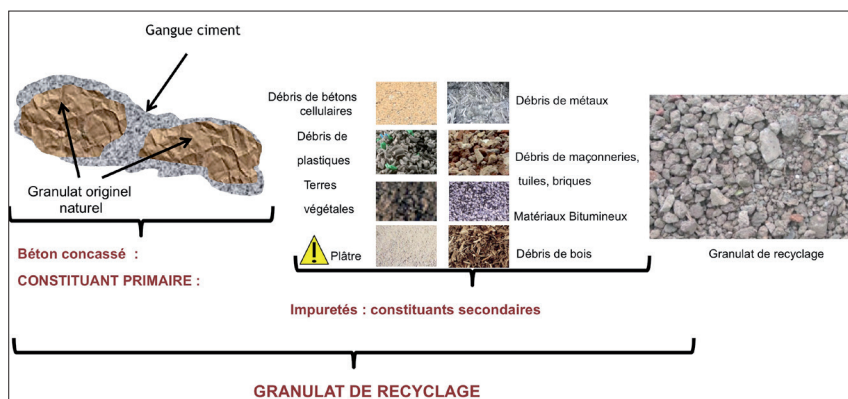 Gangue ciment
Granulat originel
naturel
Béton concassé :
CONSTITUANT PRIMAIRE :
Débris de bétons
cellulaires
Débris de
plastiques
Terres
végétales
Plâtre
Débris de métaux
Débris de maçonneries,
tuiles, briques
Matériaux Bitumineux
Débris de bois
Impuretés : constituants secondaires
Granulat de recyclage
GRANULAT DE RECYCLAGE